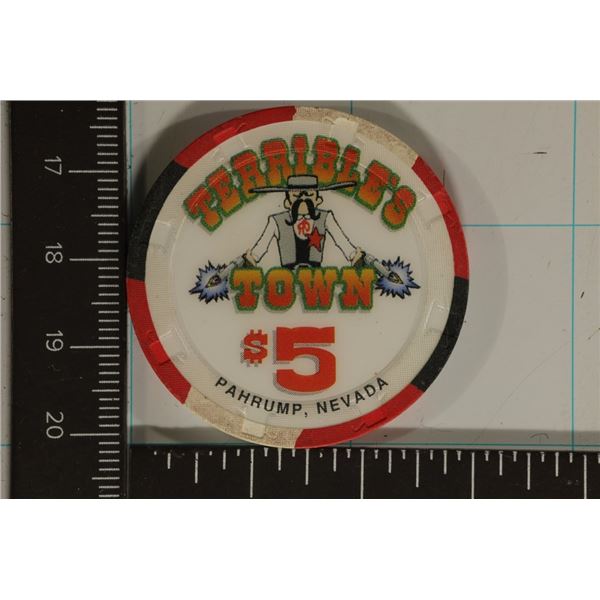 TERRIBLE'S
TOWN
$5
PAHRUMP, NEVADA
17
18
19
20